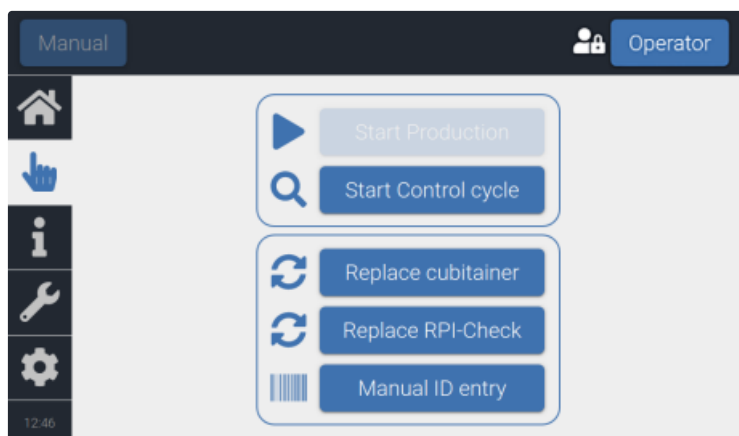 Manual
Operator
Start Production
Start Control cycle
Replace cubitainer
Replace RPI-Check
Manual ID entry
12:46